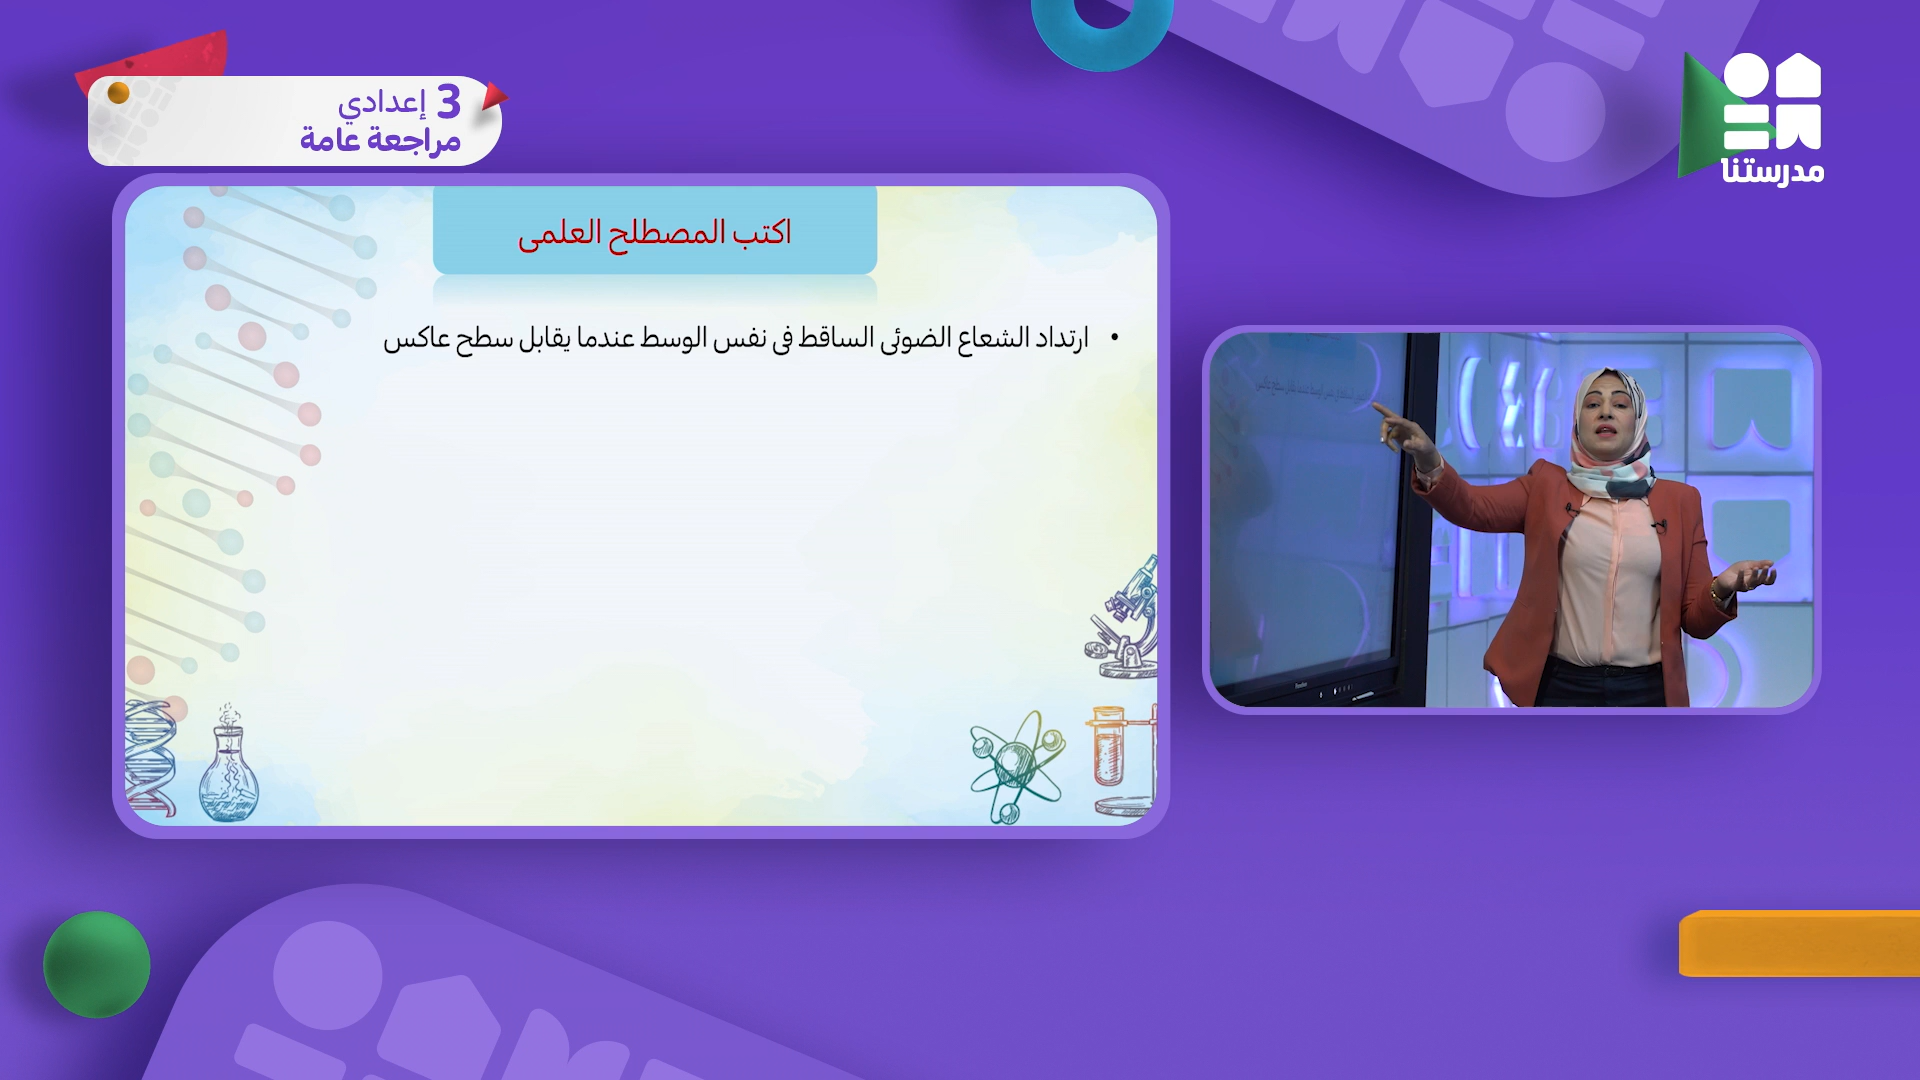 3 إعدادي
مراجعة عامة
مدرستنا
اكتب المصطلح العلمى
• ارتداد الشعاع الضوئى الساقط فى نفس الوسط عندما يقابل سطح عاكس